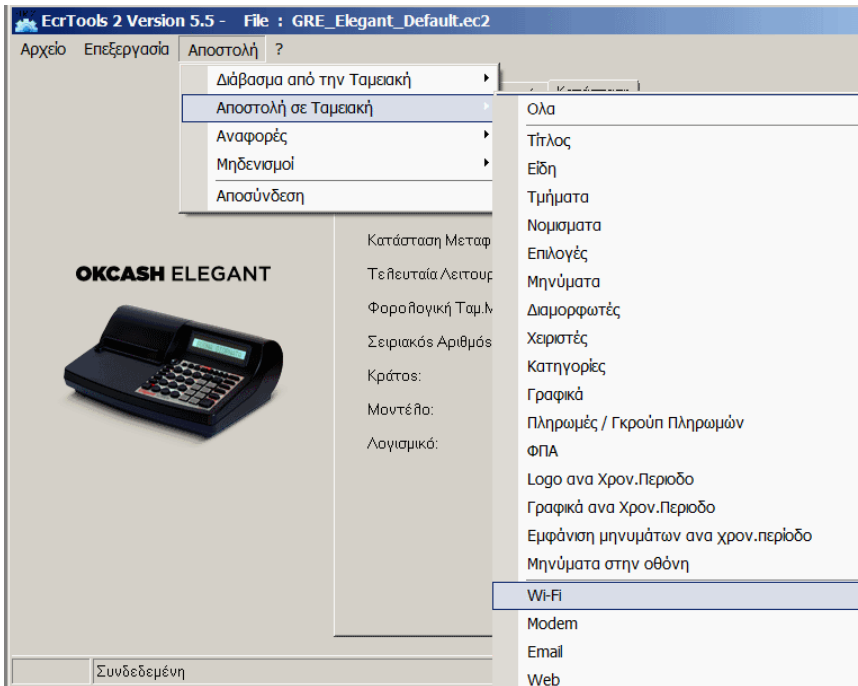 EcrTools 2 Version 5.5 - File : GRE_Elegant_Default.ec2
Αρχείο Επεξεργασία Αποστολή ?
Διάβασμα από την Ταμειακή
Αποστολή σε Ταμειακή
Αναφορές
Μηδενισμοί
Αποσύνδεση
Ολα
Τίτλος
Είδη
Τμήματα
Νομισματα
Επιλογές
Μηνύματα
Διαμορφωτές
Χειριστές
Κατηγορίες
Γραφικά
Πληρωμές / Γκρούπ Πληρωμών
ΦΠΑ
Logo ανα Χρον.Περιοδο
Γραφικά ανα Χρον.Περιοδο
Εμφάνιση μηνυμάτων ανα χρον.περίοδο
Μηνύματα στην οθόνη
Wi-Fi
Modem
Email
Web
OKCASH ELEGANT
Κατάσταση Μεταφ
Τελευταία Λειτουρ
Φορολογική Ταμ.Μ
Σειριακός Αριθμός
Κράτος:
Μοντέλο:
Λογισμικό:
Συνδεδεμένη